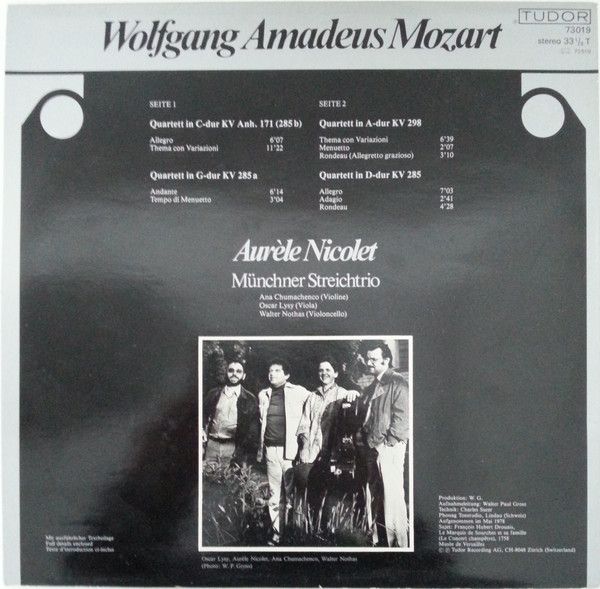 Wolfgang Amadeus Mozart
TUDOR
73019
stereo 33 1/3 T
73019
SEITE 1
Quartett in C-dur KV Anh. 171 (285 b)
Allegro 6'07
Thema con Variazioni 11'22
Quartett in G-dur KV 285 a
Andante 6'14
Tempo di Menuetto 3'04
SEITE 2
Quartett in A-dur KV 298
Thema con Variazioni 6'39
Menuetto 2'07
Rondeau (Allegretto grazioso) 3'10
Quartett in D-dur KV 285
Allegro 7'03
Adagio 2'41
Rondeau 4'28
Aurèle Nicolet
Münchner Streichtrio
Ana Chumachenco (Violine)
Oscar Lysy (Viola)
Walter Nothas (Violoncello)
Mit ausführlicher Textbeilage
Full details enclosed
Texte d'introduction ci-inclus
Oscar Lysy, Aurèle Nicolet, Ana Chumachenco, Walter Nothas
(Photo: W. P. Gross)
Produktion: W. G.
Aufnahmeleitung: Walter Paul Gross
Technik: Charles Suter
Phonag Tonstudio, Lindau (Schweiz)
Aufgenommen im Mai 1978
Sujet: François Hubert Drouais,
Le Marquis de Sourches et sa famille
(Le Concert champêtre), 1756
Musée de Versailles
© ℗ Tudor Recording AG, CH-8048 Zürich (Switzerland)